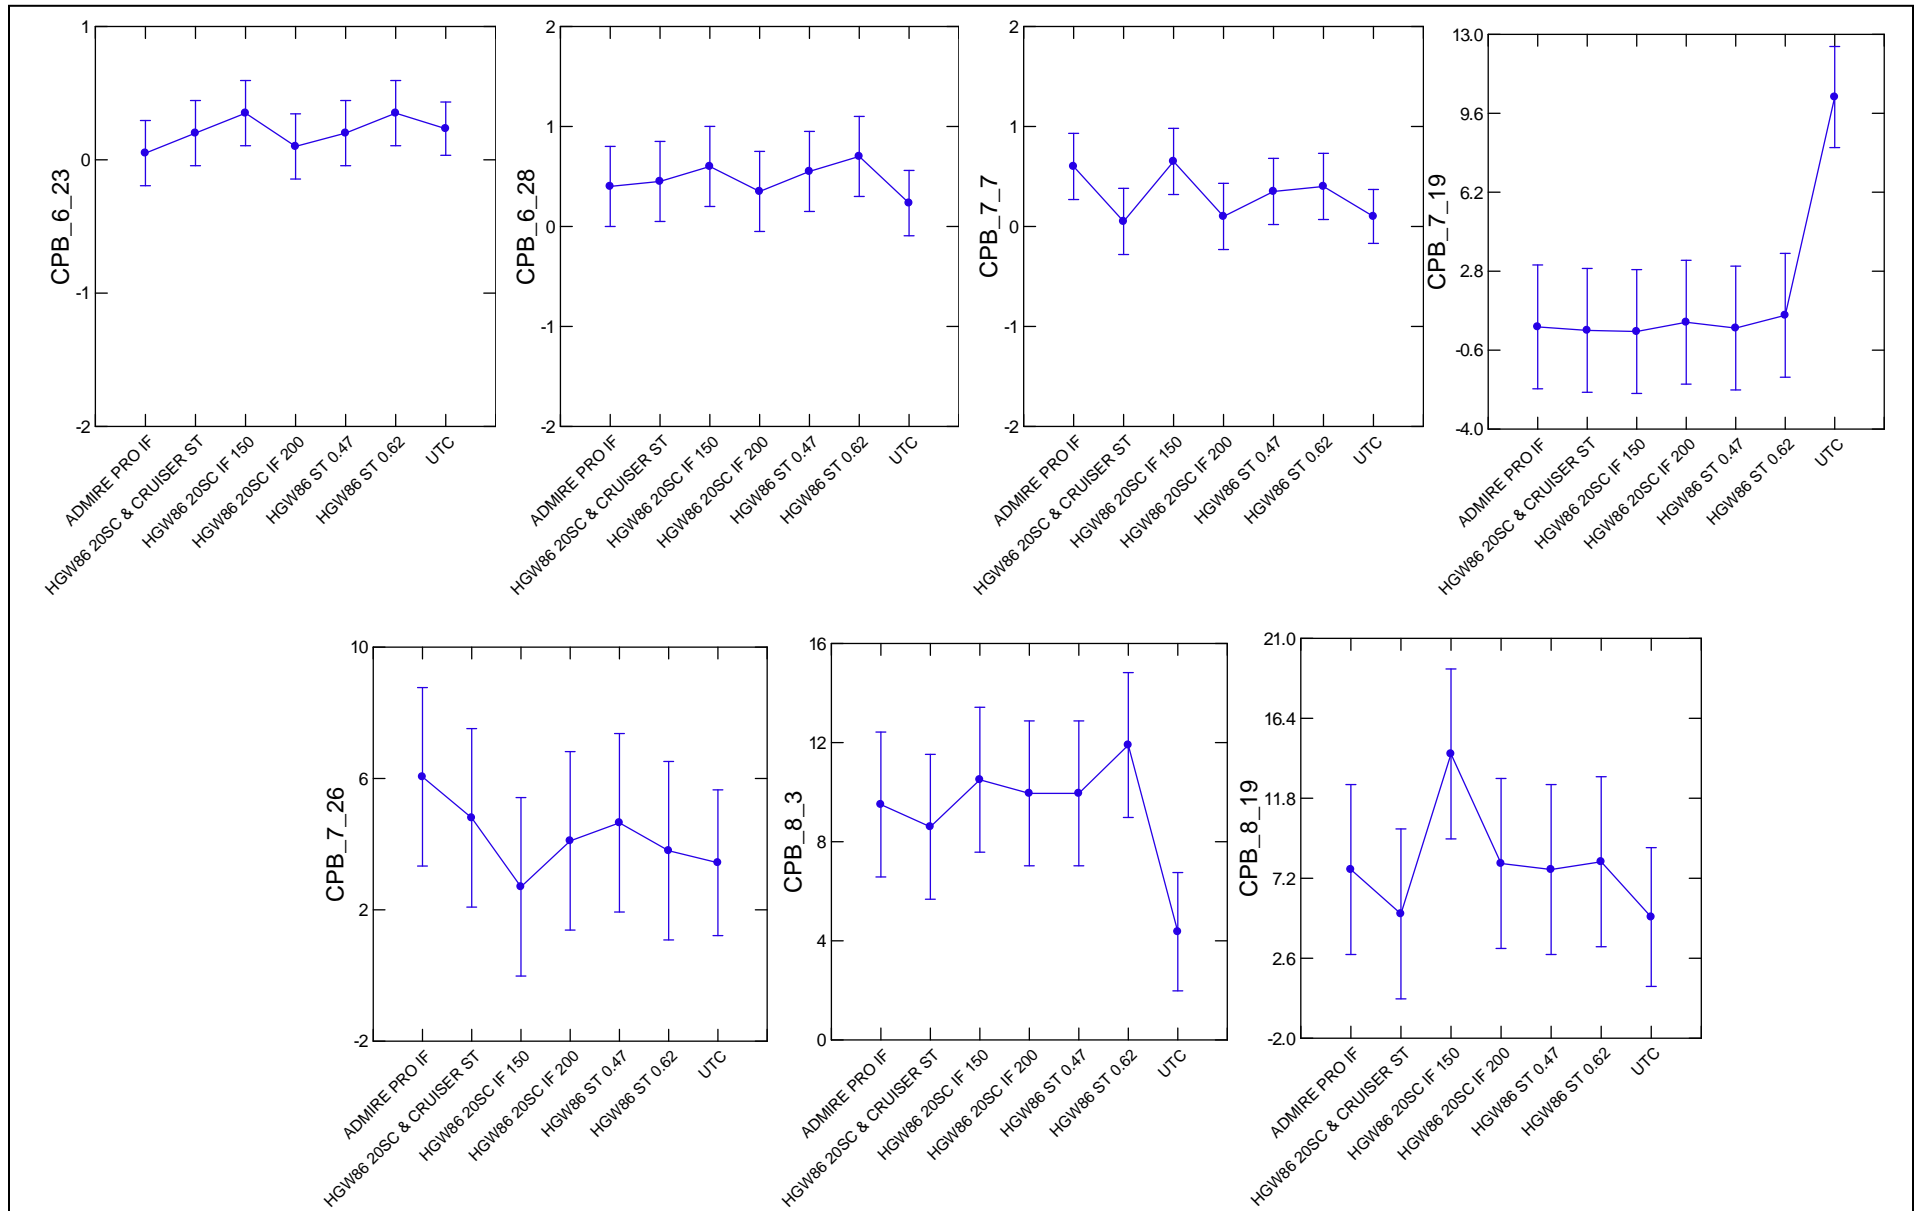 CPB_6_23
1
0
-1
-2
ADMIRE PRO IF
HGW86 20SC & CRUISER ST
HGW86 20SC IF 150
HGW86 20SC IF 200
HGW86 ST 0.47
HGW86 ST 0.62
UTC
CPB_6_28
2
1
0
-1
-2
ADMIRE PRO IF
HGW86 20SC & CRUISER ST
HGW86 20SC IF 150
HGW86 20SC IF 200
HGW86 ST 0.47
HGW86 ST 0.62
UTC
CPB_7_7
2
1
0
-1
-2
ADMIRE PRO IF
HGW86 20SC & CRUISER ST
HGW86 20SC IF 150
HGW86 20SC IF 200
HGW86 ST 0.47
HGW86 ST 0.62
UTC
CPB_7_19
13.0
9.6
6.2
2.8
-0.6
-4.0
ADMIRE PRO IF
HGW86 20SC & CRUISER ST
HGW86 20SC IF 150
HGW86 20SC IF 200
HGW86 ST 0.47
HGW86 ST 0.62
UTC
CPB_7_26
10
6
2
-2
ADMIRE PRO IF
HGW86 20SC & CRUISER ST
HGW86 20SC IF 150
HGW86 20SC IF 200
HGW86 ST 0.47
HGW86 ST 0.62
UTC
CPB_8_3
16
12
8
4
0
ADMIRE PRO IF
HGW86 20SC & CRUISER ST
HGW86 20SC IF 150
HGW86 20SC IF 200
HGW86 ST 0.47
HGW86 ST 0.62
UTC
CPB_8_19
21.0
16.4
11.8
7.2
2.6
-2.0
ADMIRE PRO IF
HGW86 20SC & CRUISER ST
HGW86 20SC IF 150
HGW86 20SC IF 200
HGW86 ST 0.47
HGW86 ST 0.62
UTC